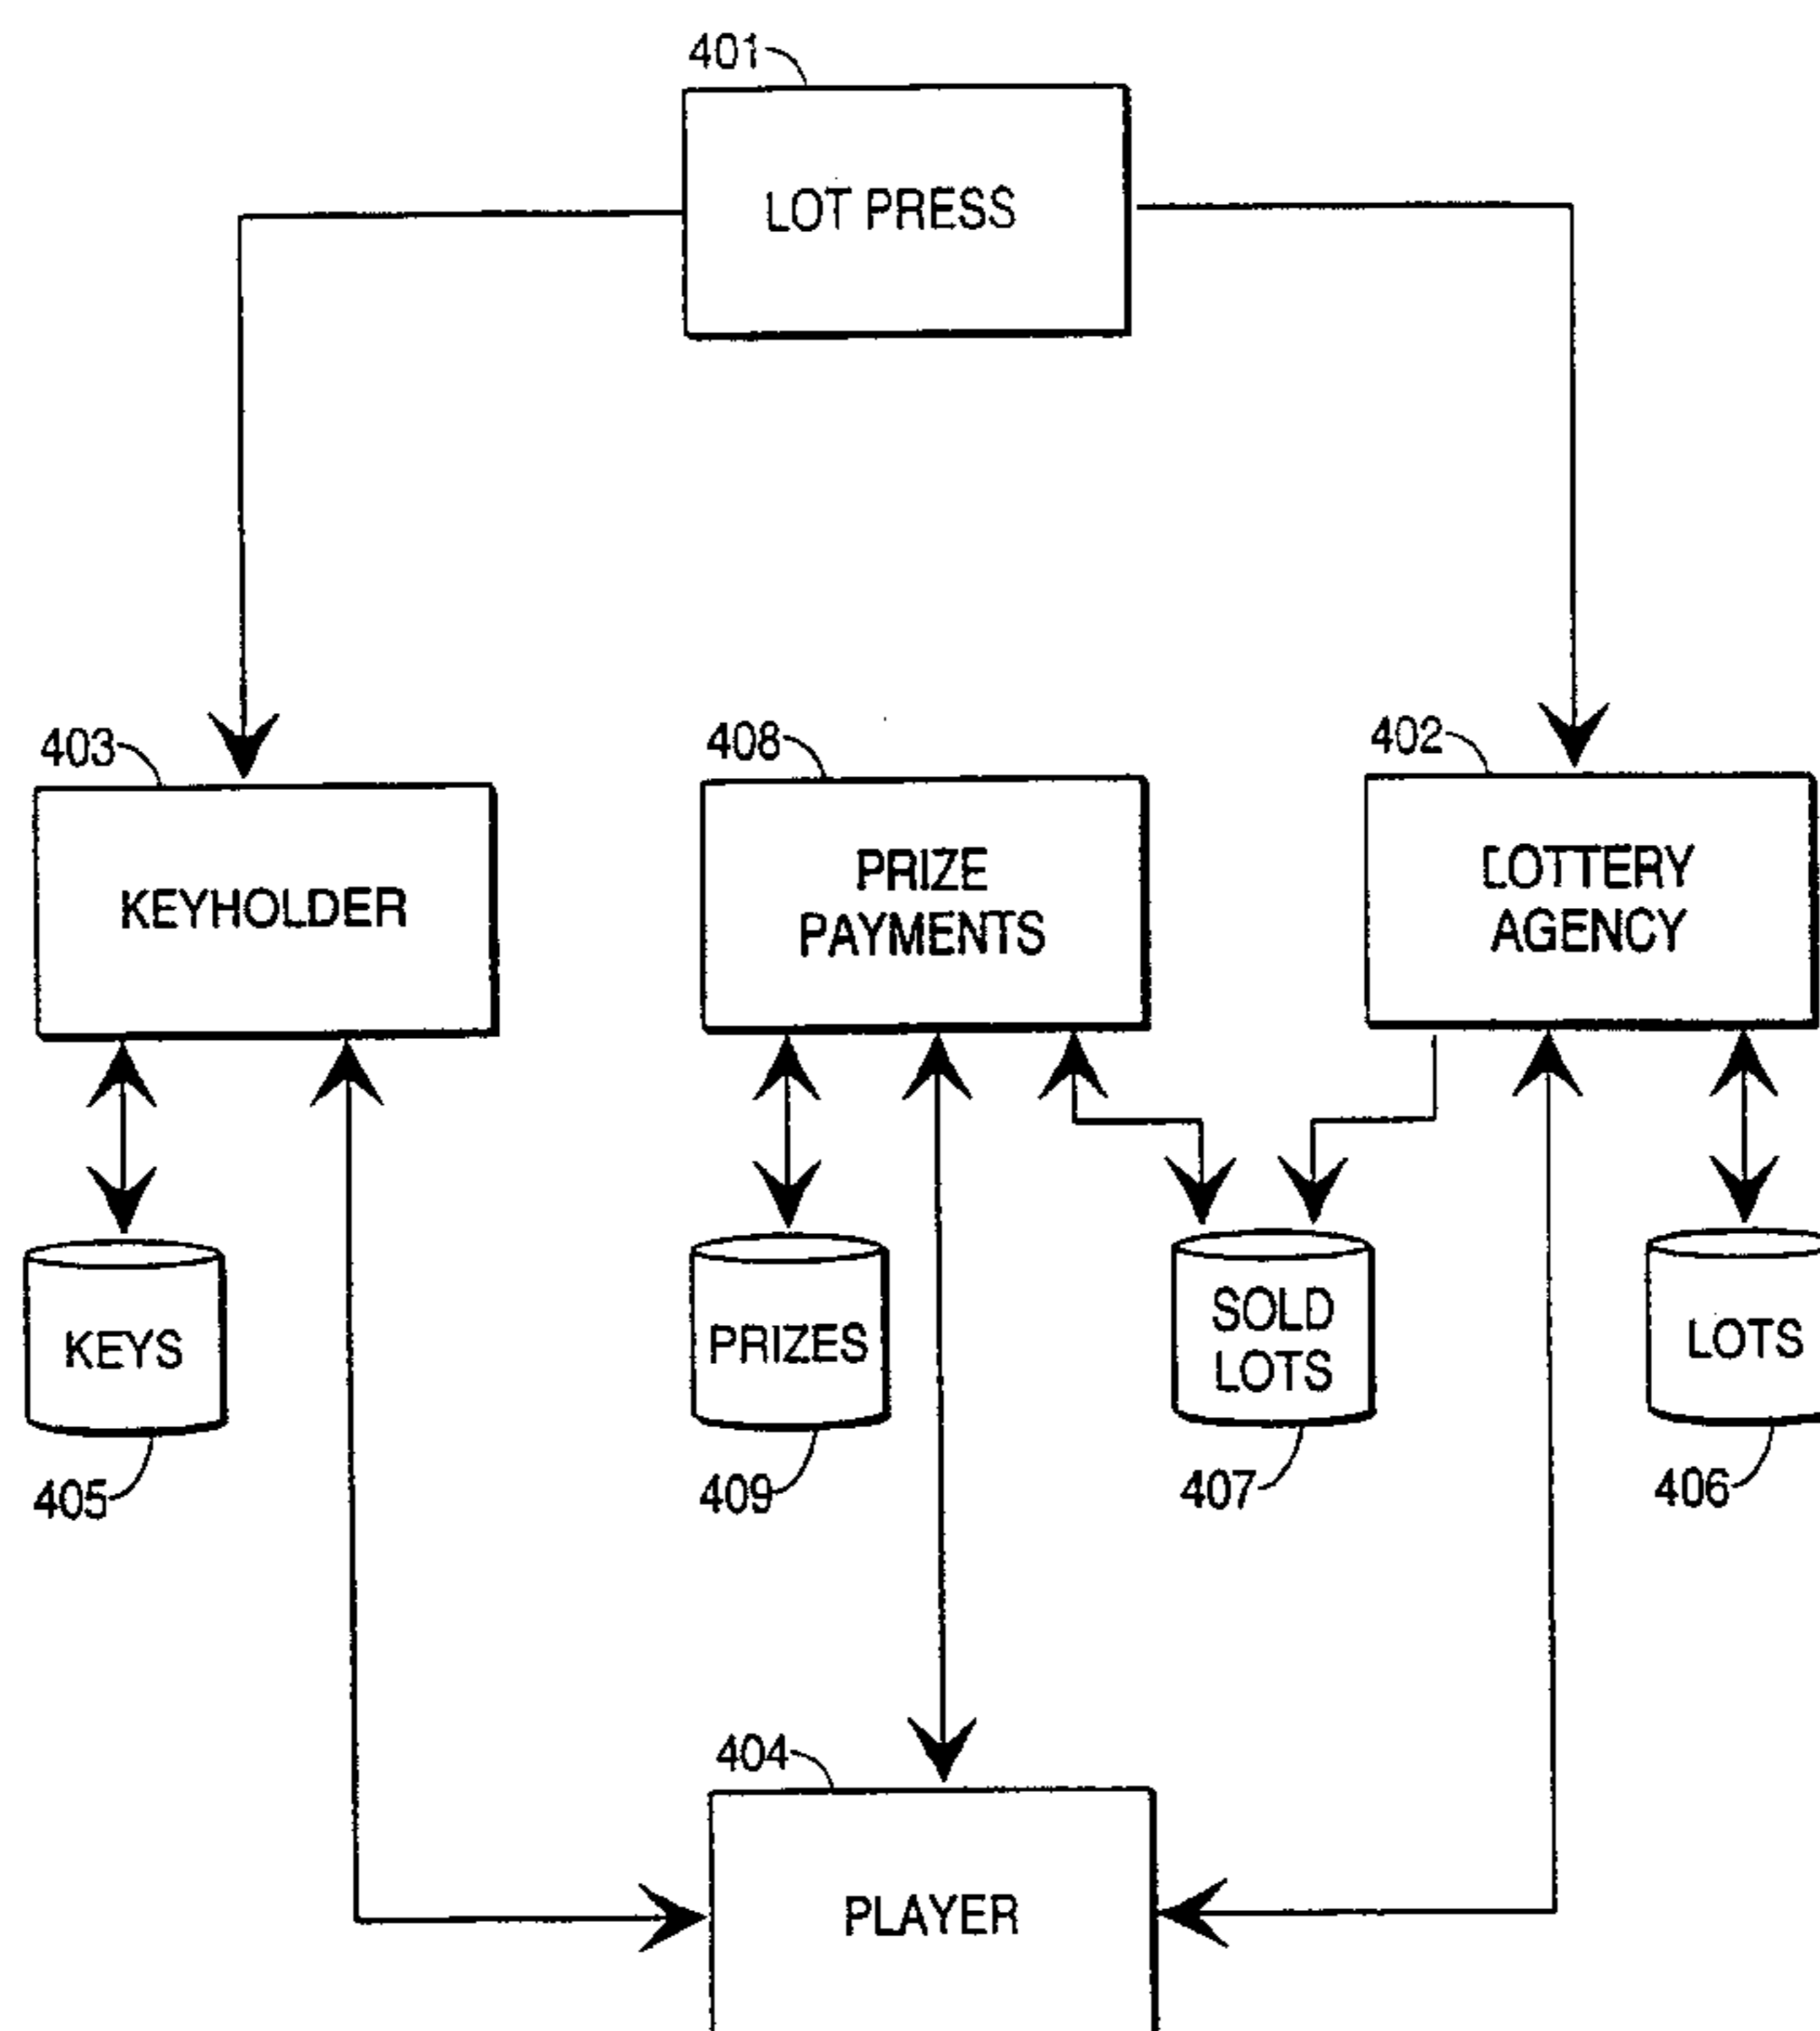 401
LOT PRESS
403
408
402
KEYHOLDER
PRIZE
PAYMENTS
LOTTERY
AGENCY
KEYS
PRIZES
SOLD
LOTS
LOTS
405
409
407
406
404
PLAYER